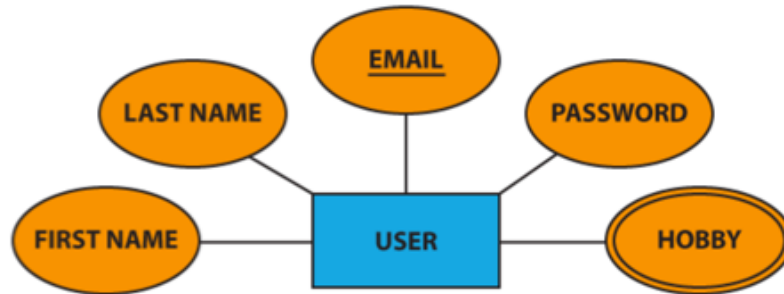 EMAIL
LAST NAME
PASSWORD
FIRST NAME
USER
HOBBY